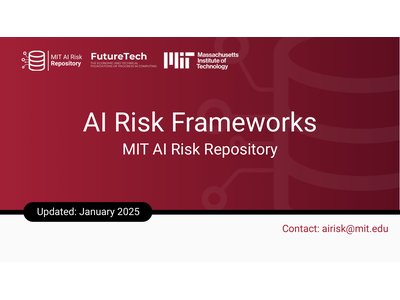 MIT AI Risk
Repository
FutureTech
THE ECONOMIC AND TECHNICAL
FOUNDATIONS OF PROGRESS IN COMPUTING
MIT
Massachusetts
Institute of
Technology
AI Risk Frameworks
MIT AI Risk Repository
Updated: January 2025
Contact: airisk@mit.edu